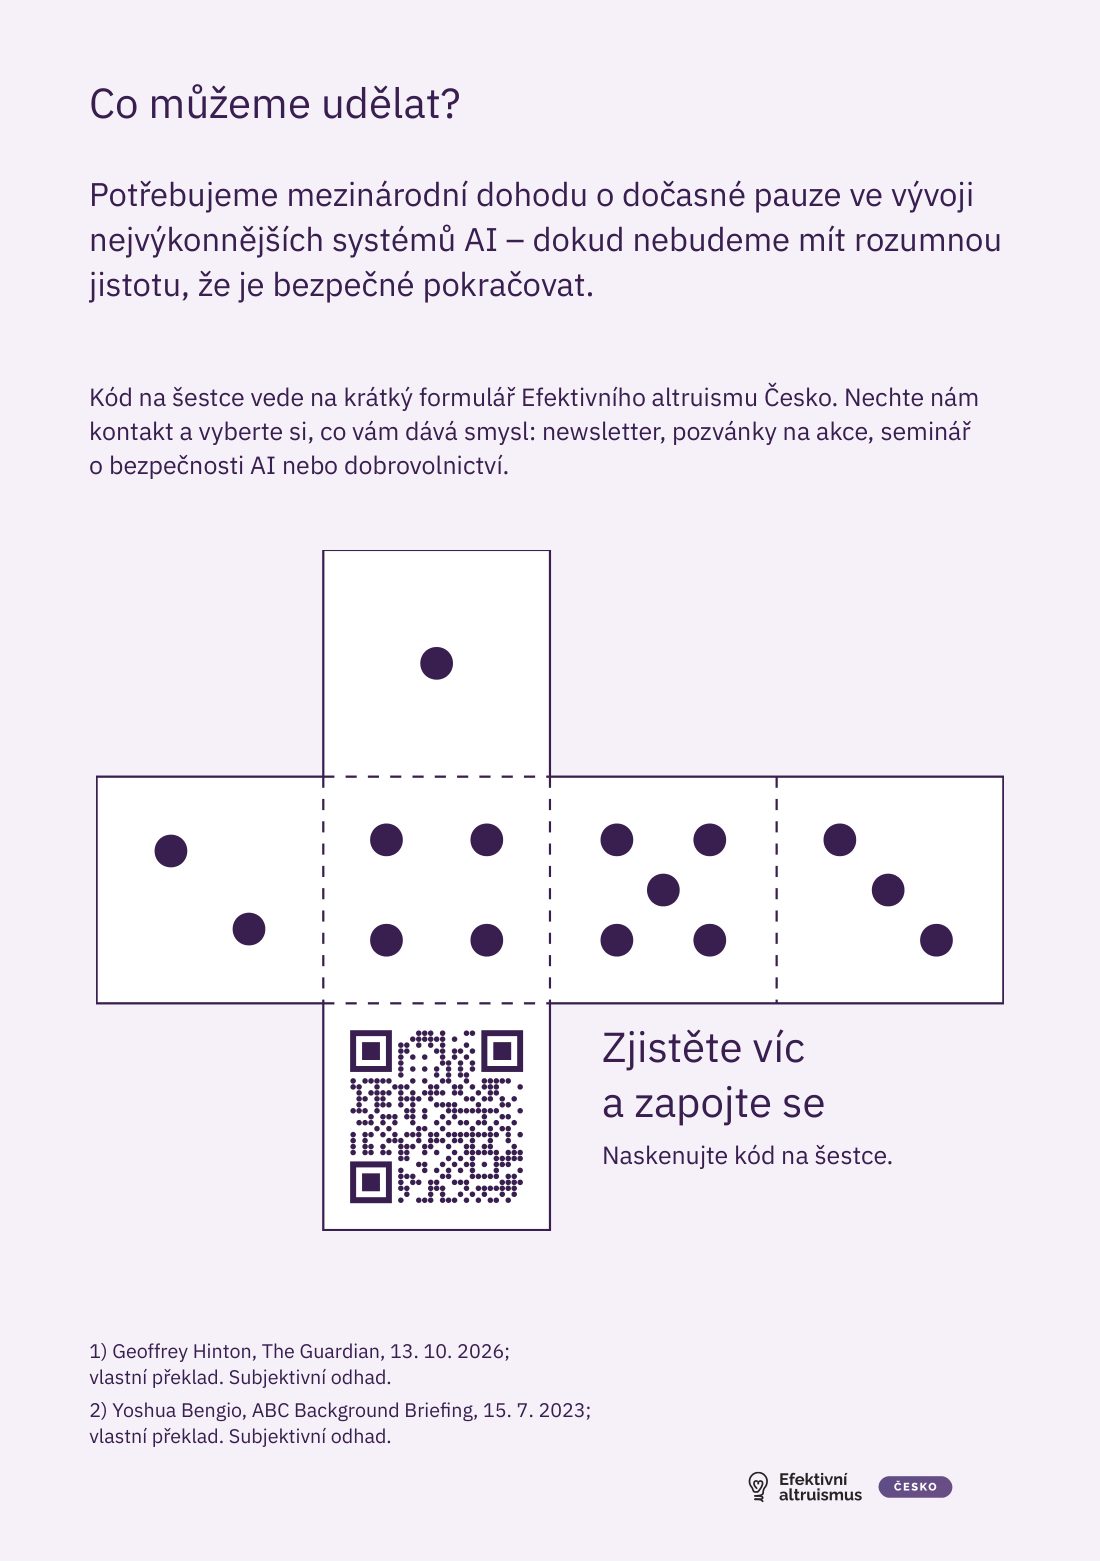 Co můžeme udělat?
Potřebujeme mezinárodní dohodu o dočasné pauze ve vývoji
nejvýkonnějších systémů AI – dokud nebudeme mít rozumnou
jistotu, že je bezpečné pokračovat.
Kód na šestce vede na krátký formulář Efektivního altruismu Česko. Nechte nám
kontakt a vyberte si, co vám dává smysl: newsletter, pozvánky na akce, seminář
o bezpečnosti AI nebo dobrovolnictví.
Zjistěte víc
a zapojte se
Naskenujte kód na šestce.
1) Geoffrey Hinton, The Guardian, 13. 10. 2026;
vlastní překlad. Subjektivní odhad.
2) Yoshua Bengio, ABC Background Briefing, 15. 7. 2023;
vlastní překlad. Subjektivní odhad.
Efektivní
altruismus
ČESKO